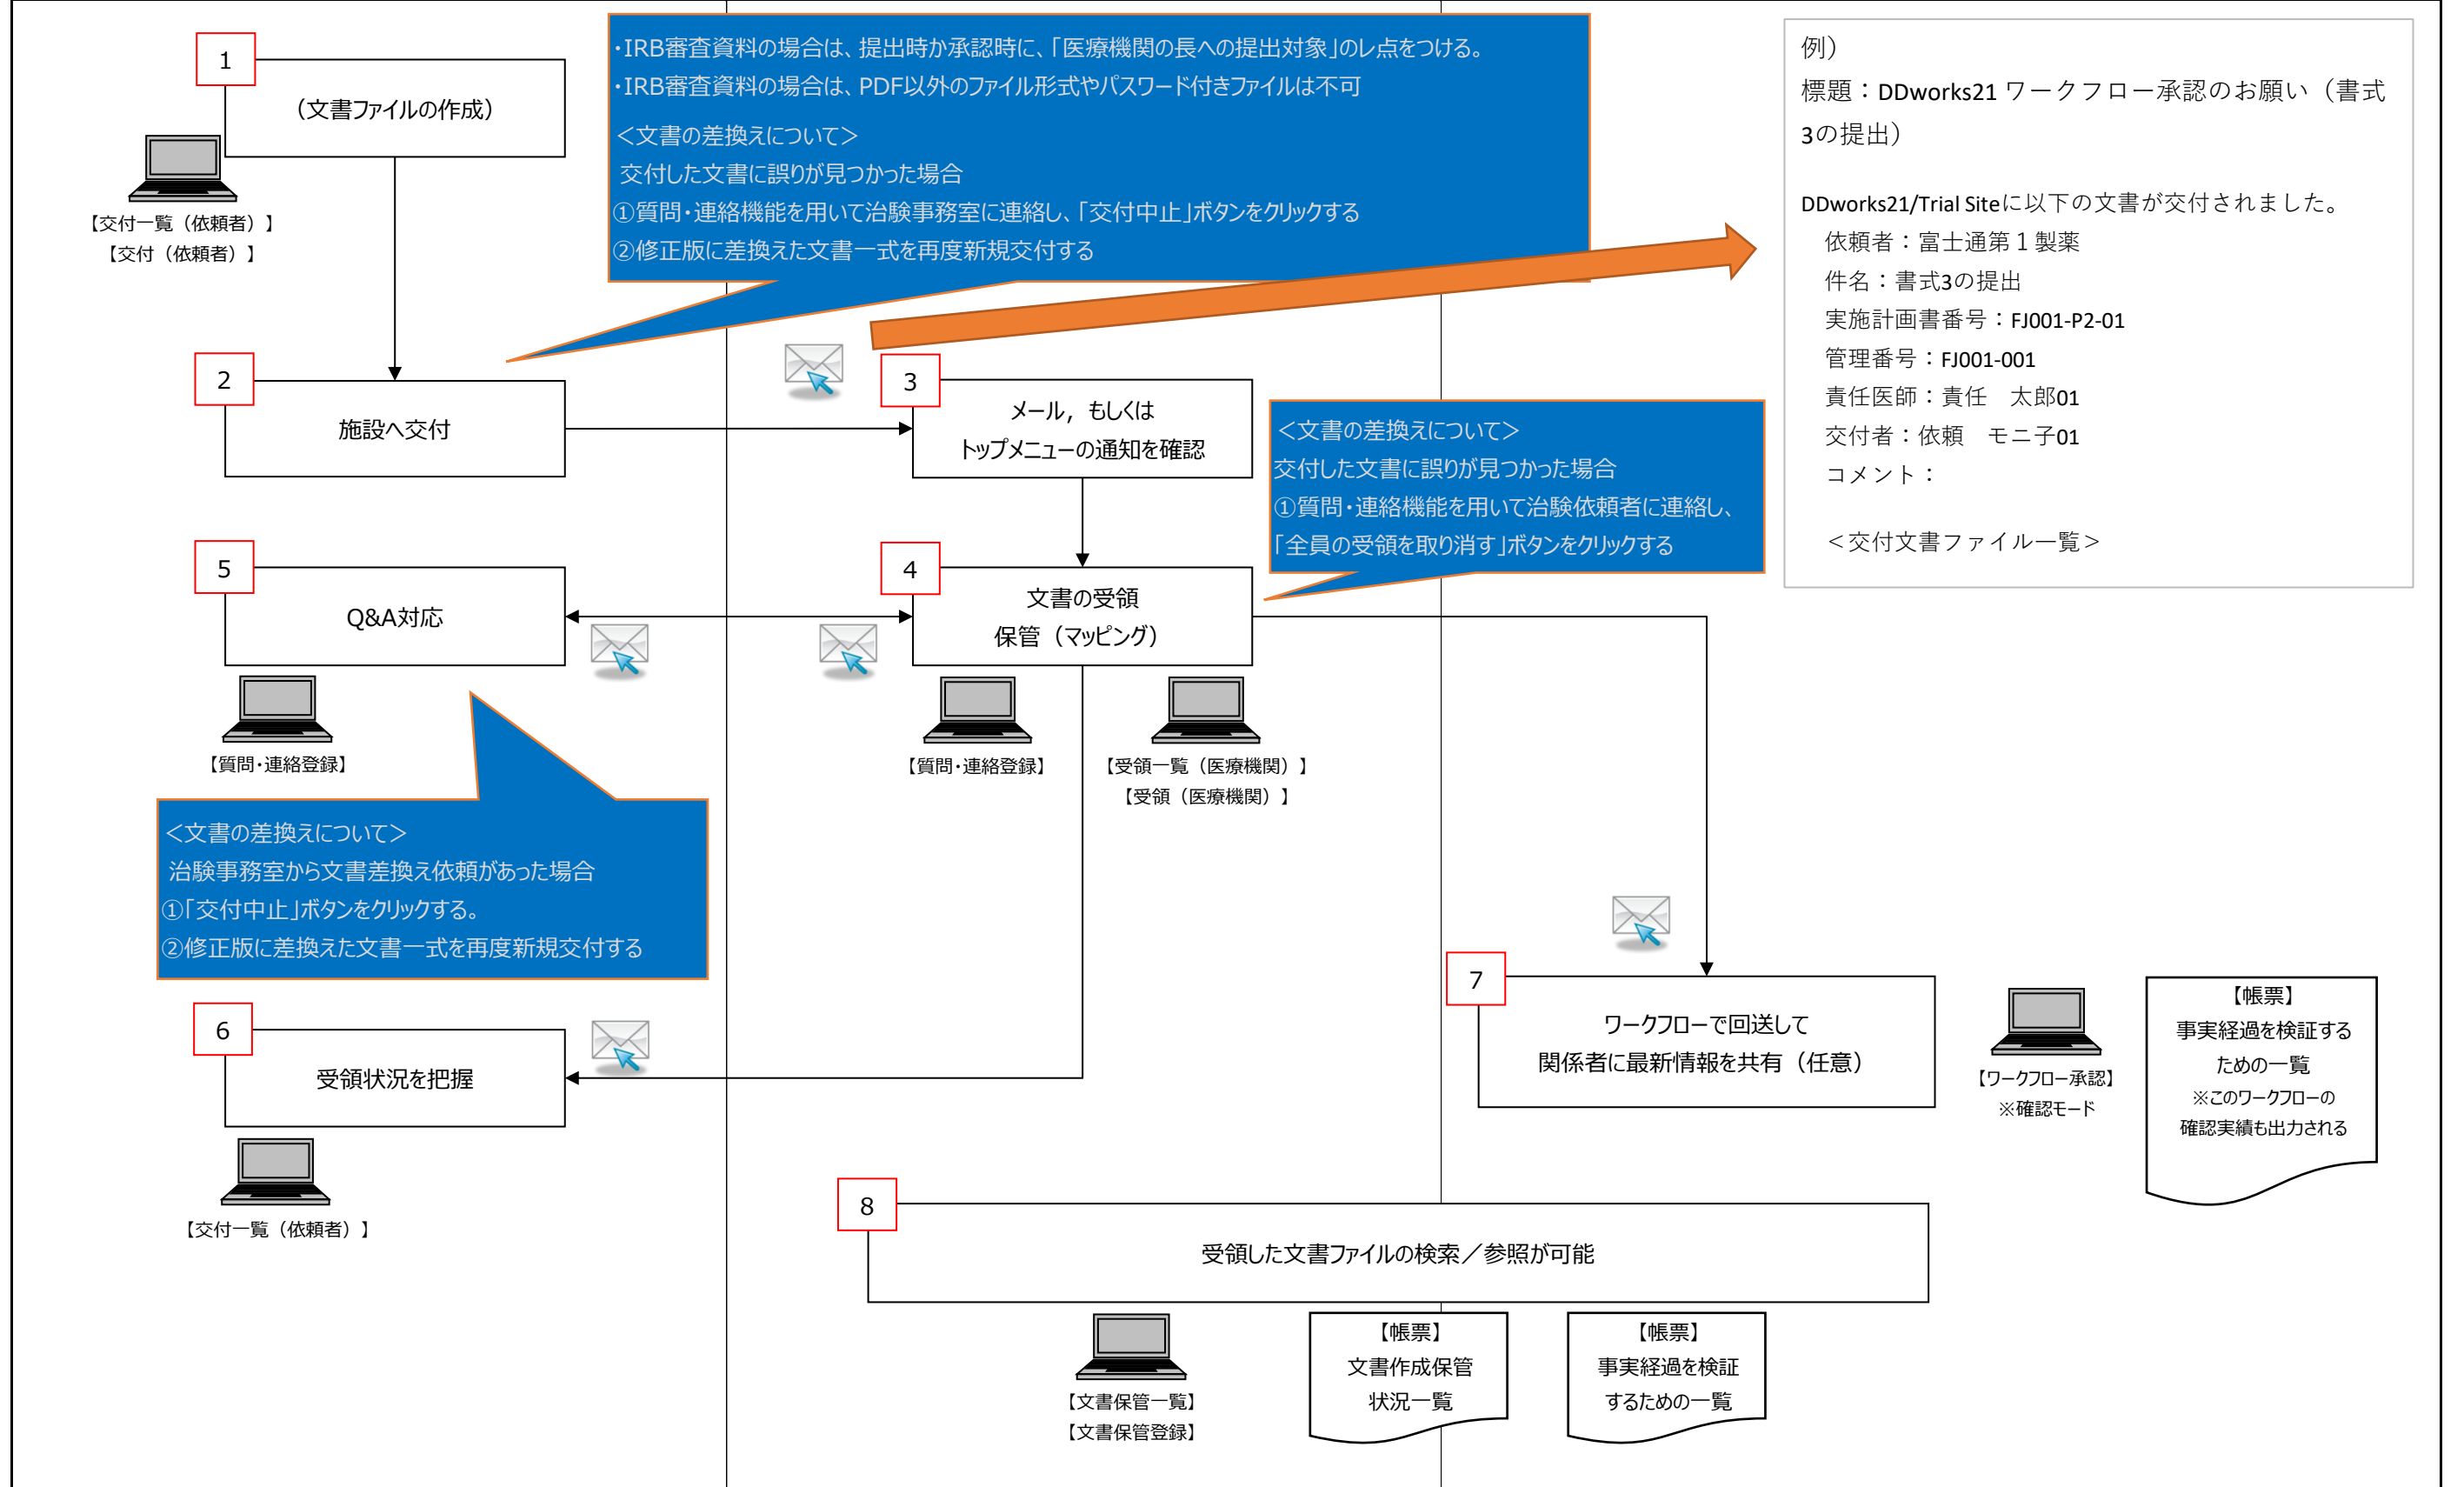 1
（文書ファイルの作成）
【交付一覧（依頼者）】
【交付（依頼者）】
・IRB審査資料の場合は、提出時か承認時に、「医療機関の長への提出対象」のレ点をつける。
・IRB審査資料の場合は、PDF以外のファイル形式やパスワード付きファイルは不可
＜文書の差換えについて＞
交付した文書に誤りが見つかった場合
①質問・連絡機能を用いて治験事務室に連絡し、「交付中止」ボタンをクリックする
②修正版に差換えた文書一式を再度新規交付する
例）
標題：DDworks21 ワークフロー承認のお願い（書式
3の提出）
DDworks21/Trial Siteに以下の文書が交付されました。
依頼者：富士通第１製薬
件名：書式3の提出
実施計画書番号：FJ001-P2-01
管理番号：FJ001-001
責任医師：責任　太郎01
交付者：依頼　モニ子01
コメント：
＜交付文書ファイル一覧＞
2
施設へ交付
3
メール，もしくは
トップメニューの通知を確認
＜文書の差換えについて＞
交付した文書に誤りが見つかった場合
①質問・連絡機能を用いて治験依頼者に連絡し、
「全員の受領を取り消す」ボタンをクリックする
5
Q&A対応
【質問・連絡登録】
4
文書の受領
保管（マッピング）
【質問・連絡登録】
【受領一覧（医療機関）】
【受領（医療機関）】
＜文書の差換えについて＞
治験事務室から文書差換え依頼があった場合
①「交付中止」ボタンをクリックする。
②修正版に差換えた文書一式を再度新規交付する
6
受領状況を把握
【交付一覧（依頼者）】
7
ワークフローで回送して
関係者に最新情報を共有（任意）
【ワークフロー承認】
※確認モード
【帳票】
事実経過を検証する
ための一覧
※このワークフローの
確認実績も出力される
8
受領した文書ファイルの検索／参照が可能
【文書保管一覧】
【文書保管登録】
【帳票】
文書作成保管
状況一覧
【帳票】
事実経過を検証
するための一覧